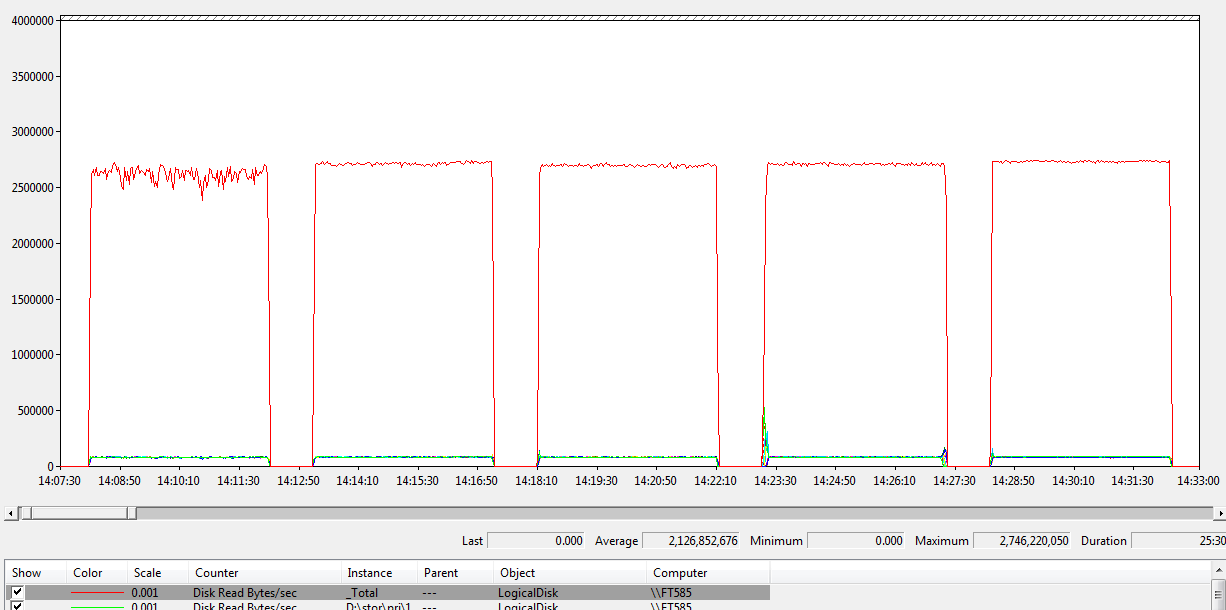 4000000
3500000
3000000
2500000
2000000
1500000
1000000
500000
0
14:07:30 14:08:50 14:10:10 14:11:30 14:12:50 14:14:10 14:15:30 14:16:50 14:18:10 14:19:30 14:20:50 14:22:10 14:23:30 14:24:50 14:26:10 14:27:30 14:28:50 14:30:10 14:31:30 14:33:00
Last 0.000 Average 2,126,852,676 Minimum 0.000 Maximum 2,746,220,050 Duration 25:30
Show Color Scale Counter Instance Parent Object Computer
0.001 Disk Read Bytes/sec _Total --- LogicalDisk \\FT585
0.001 Disk Read Bytes/sec D:\stor\pri\1 --- LogicalDisk \\FT585